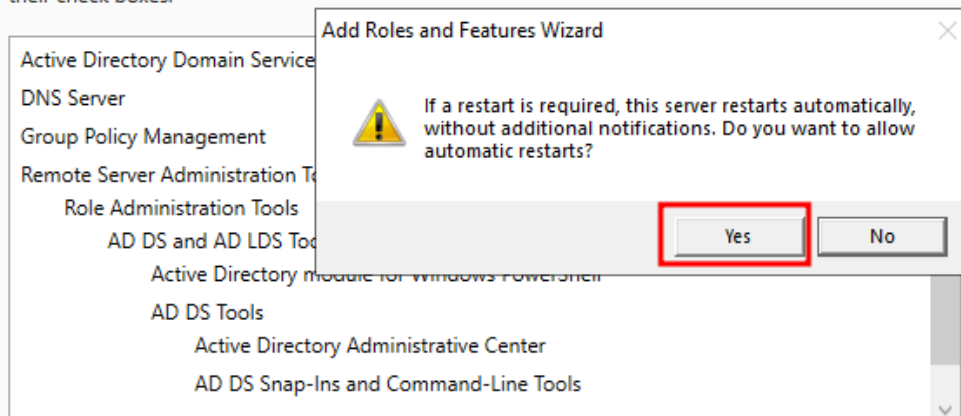 their check boxes.
Add Roles and Features Wizard
Active Directory Domain Service
DNS Server
Group Policy Management
Remote Server Administration To
Role Administration Tools
AD DS and AD LDS Too
Active Directory module for Windows PowerShell
AD DS Tools
Active Directory Administrative Center
AD DS Snap-Ins and Command-Line Tools
If a restart is required, this server restarts automatically,
without additional notifications. Do you want to allow
automatic restarts?
Yes
No